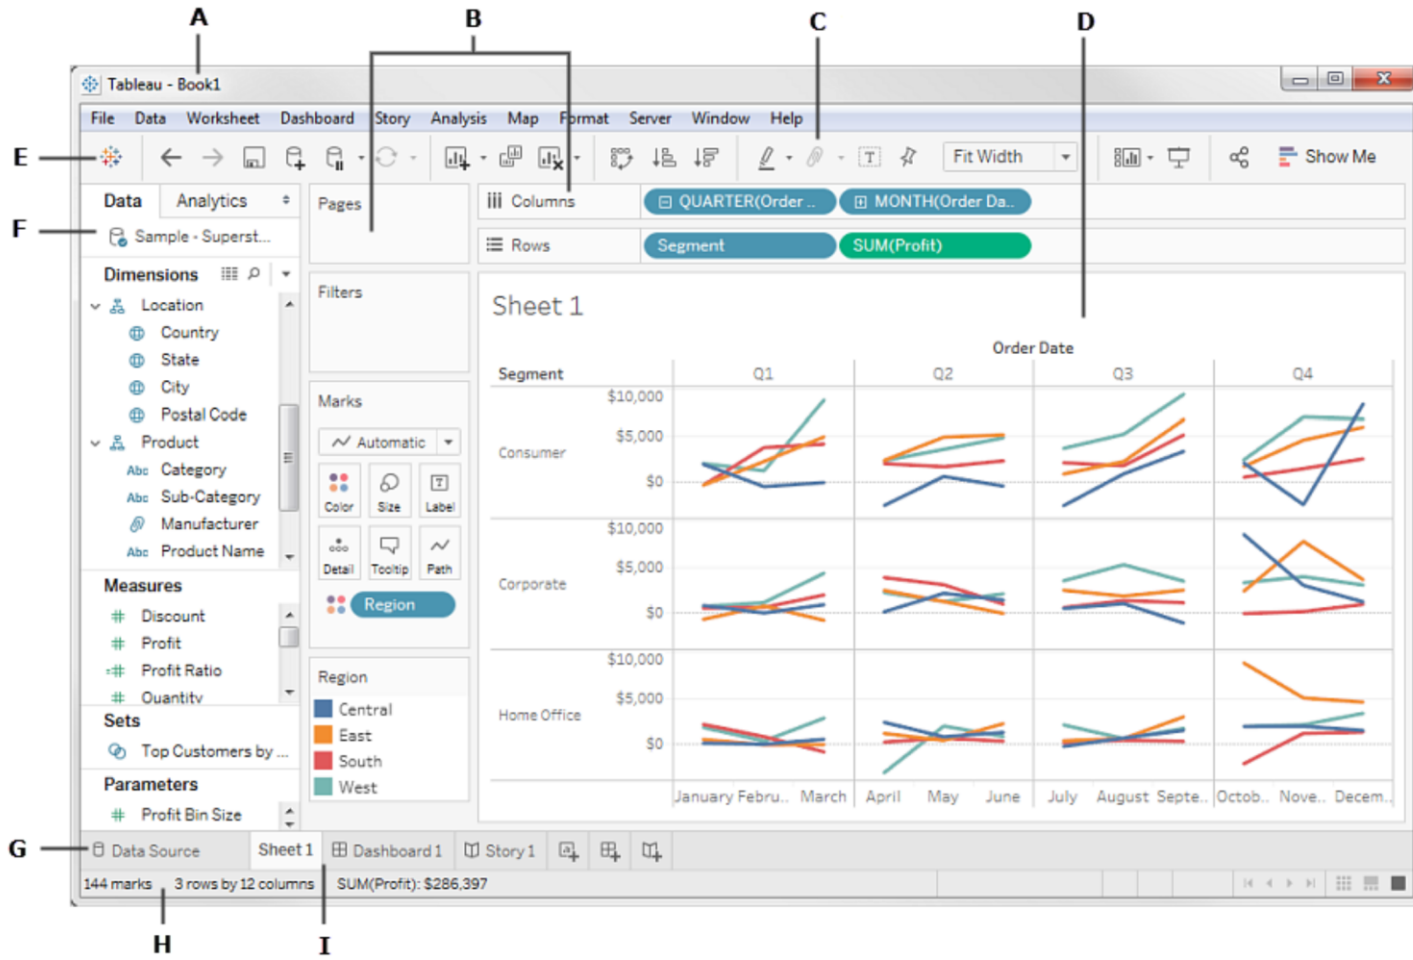 A
B
C
D
E
F
G
H
I
Tableau - Book1
File Data Worksheet Dashboard Story Analysis Map Format Server Window Help
Fit Width
Show Me
Data Analytics
Sample - Superst...
Dimensions
Location
Country
State
City
Postal Code
Product
Abc Category
Abc Sub-Category
Manufacturer
Abc Product Name
Measures
# Discount
# Profit
=# Profit Ratio
# Quantity
Sets
Top Customers by ...
Parameters
# Profit Bin Size
Pages
Filters
Marks
Automatic
Color Size Label
Detail Tooltip Path
Region
Region
Central
East
South
West
Columns QUARTER(Order .. MONTH(Order Da..
Rows Segment SUM(Profit)
Sheet 1
Order Date
Segment Q1 Q2 Q3 Q4
Consumer
$10,000
$5,000
$0
Corporate
$10,000
$5,000
$0
Home Office
$10,000
$5,000
$0
January Febru.. March April May June July August Septe.. Octob.. Nove.. Decem..
Data Source Sheet 1 Dashboard 1 Story 1
144 marks 3 rows by 12 columns SUM(Profit): $286,397